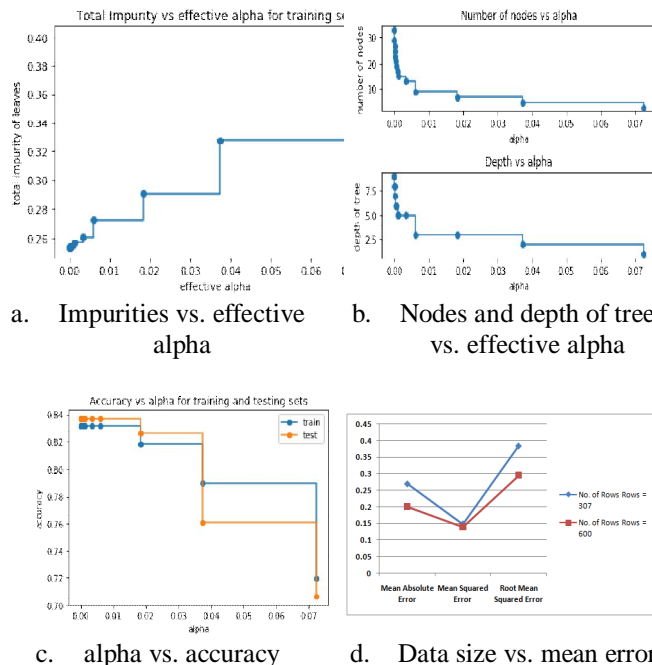 Total Impurity vs effective alpha for training se
0.40
0.38
0.36
0.34
0.32
0.30
0.28
0.26
total impurity of leaves
0.00 0.01 0.02 0.03 0.04 0.05 0.06
effective alpha
Number of nodes vs alpha
30
20
10
number of nodes
0.00 0.01 0.02 0.03 0.04 0.05 0.06 0.07
alpha
Depth vs alpha
7.5
5.0
2.5
depth of tree
0.00 0.01 0.02 0.03 0.04 0.05 0.06 0.07
alpha
a. Impurities vs. effective
alpha
b. Nodes and depth of tree
vs. effective alpha
Accuracy vs alpha for training and testing sets
0.84
0.82
0.80
0.78
0.76
0.74
0.72
0.70
accuracy
train
test
0.00 0.01 0.02 0.03 0.04 0.05 0.06 0.07
alpha
0.45
0.4
0.35
0.3
0.25
0.2
0.15
0.1
0.05
0
Mean Absolute
Error
Mean Squared
Error
Root Mean
Squared Error
No. of Rows Rows =
307
No. of Rows Rows =
600
c. alpha vs. accuracy
d. Data size vs. mean error